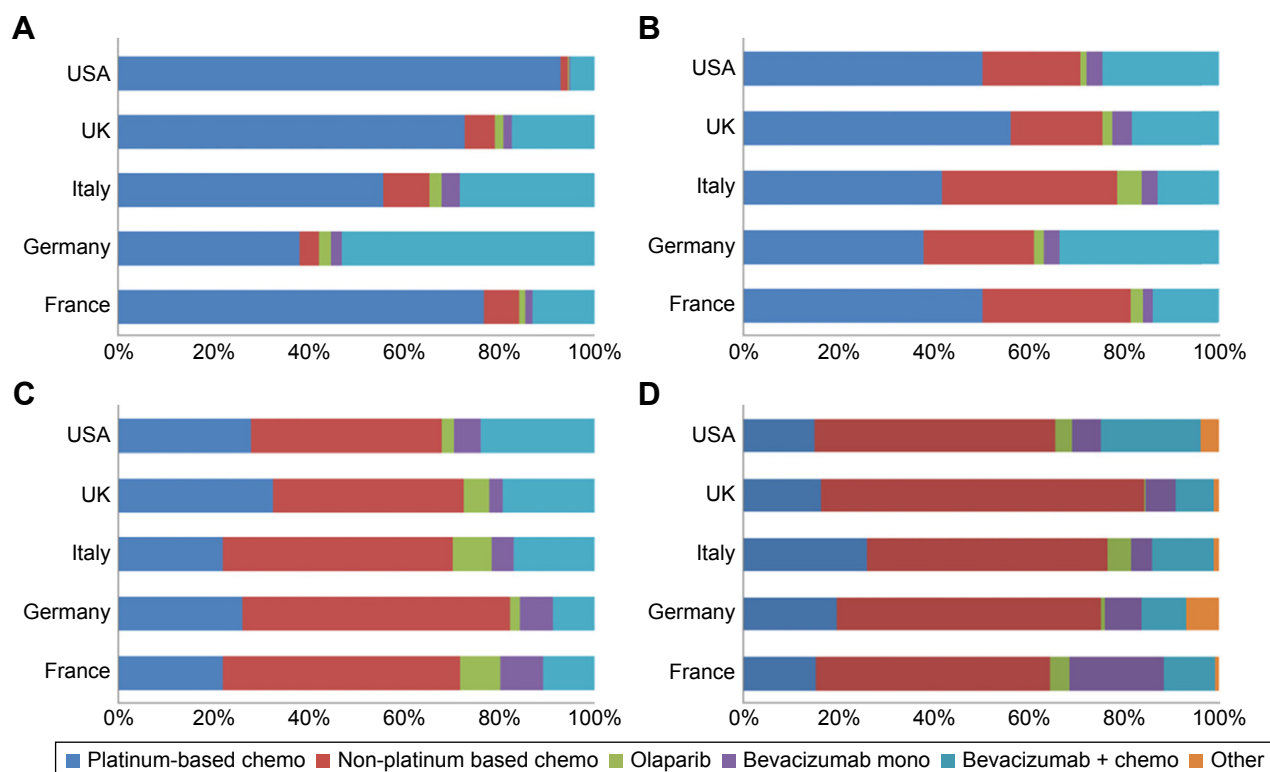 A
USA
UK
Italy
Germany
France
0% 20% 40% 60% 80% 100%
B
USA
UK
Italy
Germany
France
0% 20% 40% 60% 80% 100%
C
USA
UK
Italy
Germany
France
0% 20% 40% 60% 80% 100%
D
USA
UK
Italy
Germany
France
0% 20% 40% 60% 80% 100%
Platinum-based chemo Non-platinum based chemo Olaparib Bevacizumab mono Bevacizumab + chemo Other